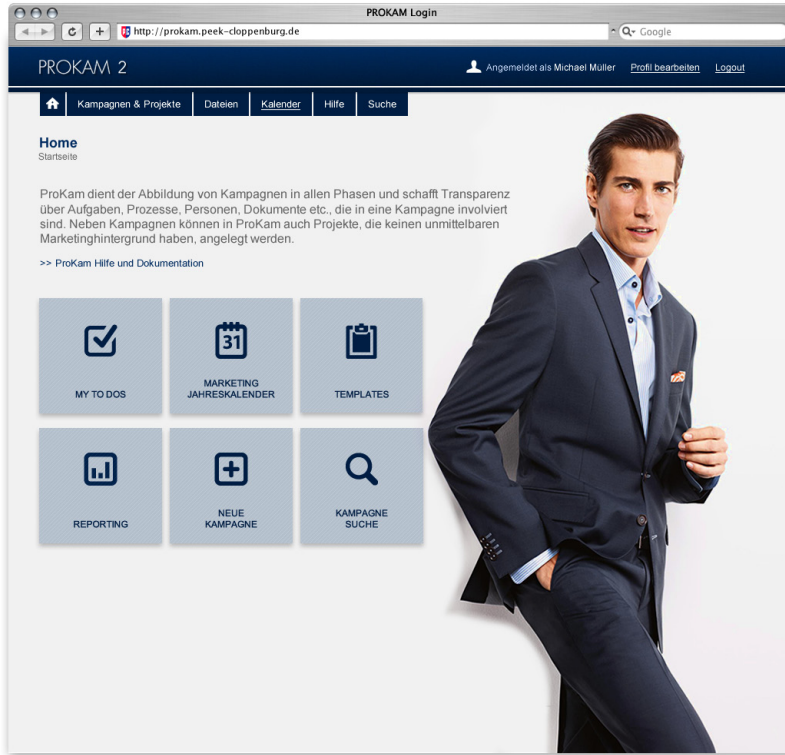 PROKAM Login
http://prokam.peek-cloppenburg.de
Google
PROKAM 2
Angemeldet als Michael Müller Profil bearbeiten Logout
Kampagnen & Projekte Dateien Kalender Hilfe Suche
Home
Startseite
ProKam dient der Abbildung von Kampagnen in allen Phasen und schafft Transparenz
über Aufgaben, Prozesse, Personen, Dokumente etc., die in eine Kampagne involviert
sind. Neben Kampagnen können in ProKam auch Projekte, die keinen unmittelbaren
Marketinghintergrund haben, angelegt werden.
>> ProKam Hilfe und Dokumentation
31
MY TO DOS
MARKETING
JAHRESKALENDER
TEMPLATES
REPORTING
NEUE
KAMPAGNE
KAMPAGNE
SUCHE